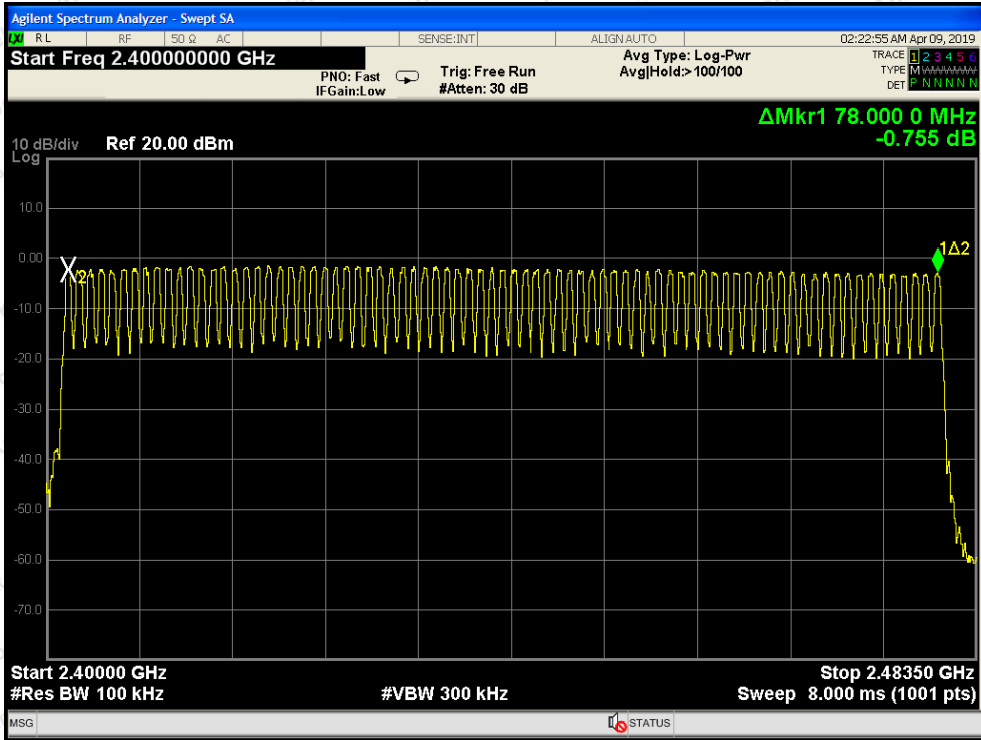 Agilent Spectrum Analyzer - Swept SA
LXI RL RF 50 Ω AC SENSE:INT ALIGN AUTO 02:22:55 AM Apr 09, 2019
Start Freq 2.400000000 GHz
PNO: Fast
IFGain:Low
Trig: Free Run
#Atten: 30 dB
Avg Type: Log-Pwr
Avg|Hold:>100/100
TRACE 1 2 3 4 5 6
TYPE M W W W W W
DET P N N N N N
ΔMkr1 78.000 0 MHz
-0.755 dB
10 dB/div Ref 20.00 dBm
Log
10.0
0.00
-10.0
-20.0
-30.0
-40.0
-50.0
-60.0
-70.0
X2
1Δ2
Start 2.40000 GHz Stop 2.48350 GHz
#Res BW 100 kHz #VBW 300 kHz Sweep 8.000 ms (1001 pts)
MSG STATUS